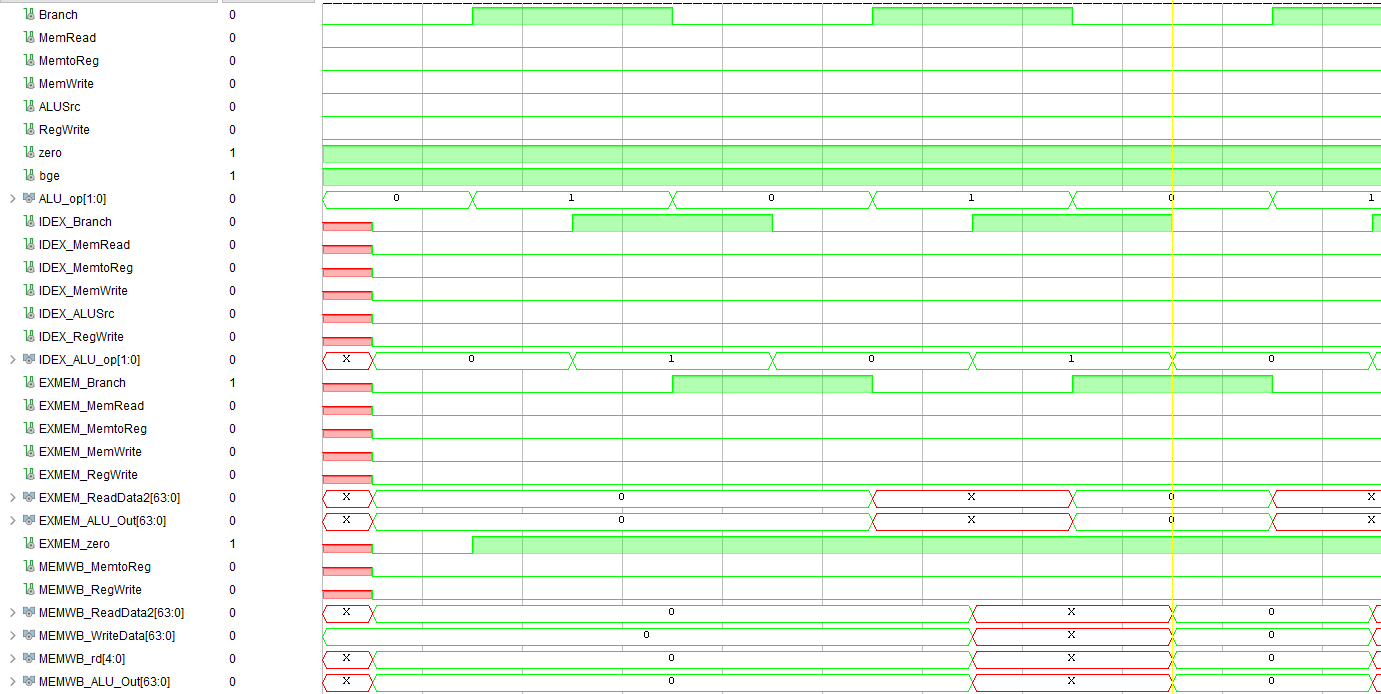 Branch 0
MemRead 0
MemtoReg 0
MemWrite 0
ALUSrc 0
RegWrite 0
zero 1
bge 1
ALU_op[1:0] 0 0 1 0 1 0 1
IDEX_Branch 0
IDEX_MemRead 0
IDEX_MemtoReg 0
IDEX_MemWrite 0
IDEX_ALUSrc 0
IDEX_RegWrite 0
IDEX_ALU_op[1:0] 0 X 0 1 0 1 0
EXMEM_Branch 1
EXMEM_MemRead 0
EXMEM_MemtoReg 0
EXMEM_MemWrite 0
EXMEM_RegWrite 0
EXMEM_ReadData2[63:0] 0 X 0 X 0 X
EXMEM_ALU_Out[63:0] 0 X 0 X 0 X
EXMEM_zero 1
MEMWB_MemtoReg 0
MEMWB_RegWrite 0
MEMWB_ReadData2[63:0] 0 X 0 X 0
MEMWB_WriteData[63:0] 0 0 X 0
MEMWB_rd[4:0] 0 X 0 X 0
MEMWB_ALU_Out[63:0] 0 X 0 X 0